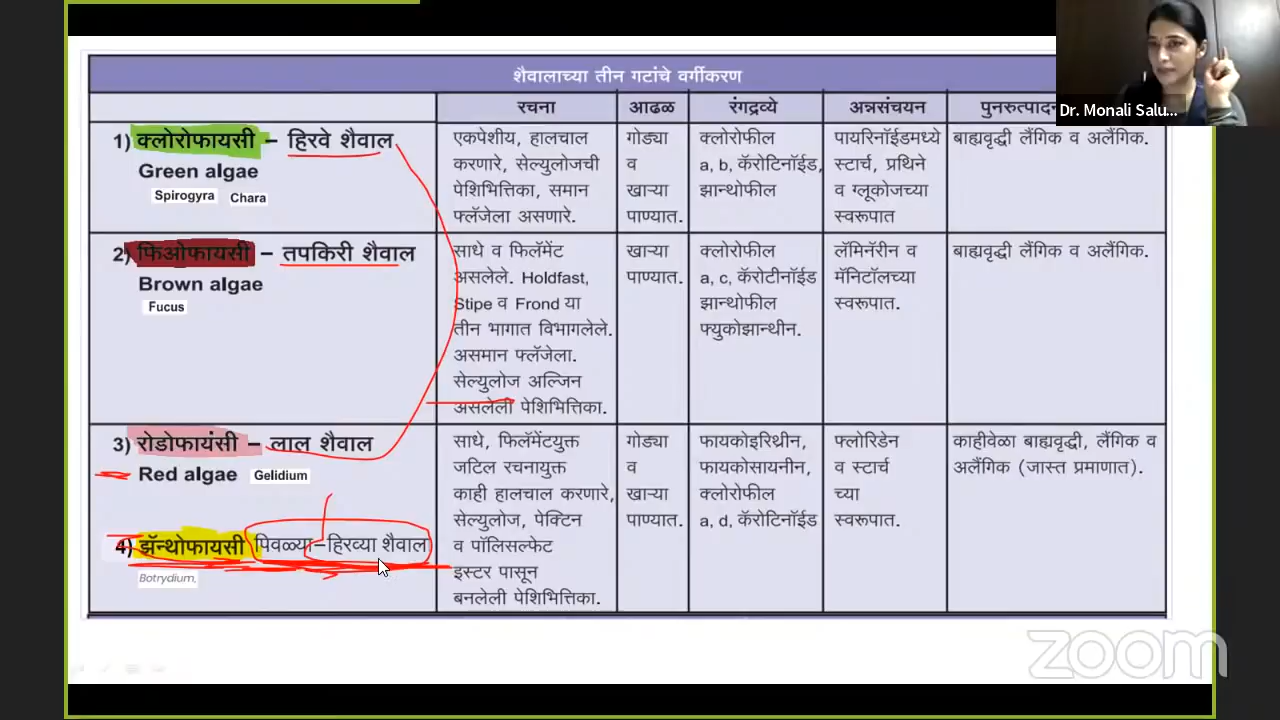 शैवालाच्या तीन गटांचे वर्गीकरण
Dr. Monali Salu...
रचना
आढळ
रंगद्रव्ये
अन्नसंचयन
1) क्लोरोफायसी – हिरवे शैवाल
Green algae
Spirogyra
Chara
एकपेशीय, हालचाल
करणारे, सेल्युलोजची
पेशिभित्तिका, समान
फ्लॅजेला असणारे.
गोड्या
व
खाऱ्या
पाण्यात.
क्लोरोफील
a, b, कॅरोटिनॉईड,
झान्थोफील
पायरिनॉईडमध्ये
स्टार्च, प्रथिने
व ग्लूकोजच्या
स्वरूपात
बाह्यवृद्धी लैंगिक व अलैंगिक.
2) फिओफायसी – तपकिरी शैवाल
Brown algae
Fucus
साधे व फिलॅमेंट
असलेले. Holdfast,
Stipe व Frond या
तीन भागात विभागलेले.
असमान फ्लॅजेला.
सेल्युलोज अल्जिन
असलेली पेशिभित्तिका.
खाऱ्या
पाण्यात.
क्लोरोफील
a, c, कॅरोटीनॉईड
झान्थोफील
फ्युकोझान्थीन.
लॅमिनॅरीन व
मॅनिटॉलच्या
स्वरूपात.
बाह्यवृद्धी लैंगिक व अलैंगिक.
3) रोडोफायसी – लाल शैवाल
Red algae
Gelidium
4) झॅन्थोफायसी पिवळ्या–हिरव्या शैवाल
Botrydium,
साधे, फिलॅमेंटयुक्त
जटिल रचनायुक्त
काही हालचाल करणारे,
सेल्युलोज, पेक्टिन
व पॉलिसल्फेट
इस्टर पासून
बनलेली पेशिभित्तिका.
गोड्या
व
खाऱ्या
पाण्यात.
फायकोइरिथ्रीन,
फायकोसायनीन,
क्लोरोफील
a, d, कॅरोटिनॉईड
फ्लोरिडेन
व स्टार्च
च्या
स्वरूपात.
काहीवेळा बाह्यवृद्धी, लैंगिक व
अलैंगिक (जास्त प्रमाणात).
zoom